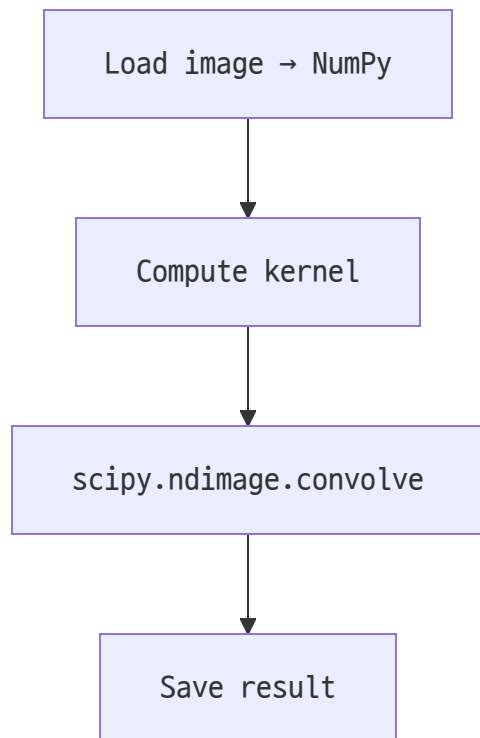 Load image → NumPy
Compute kernel
scipy.ndimage.convolve
Save result